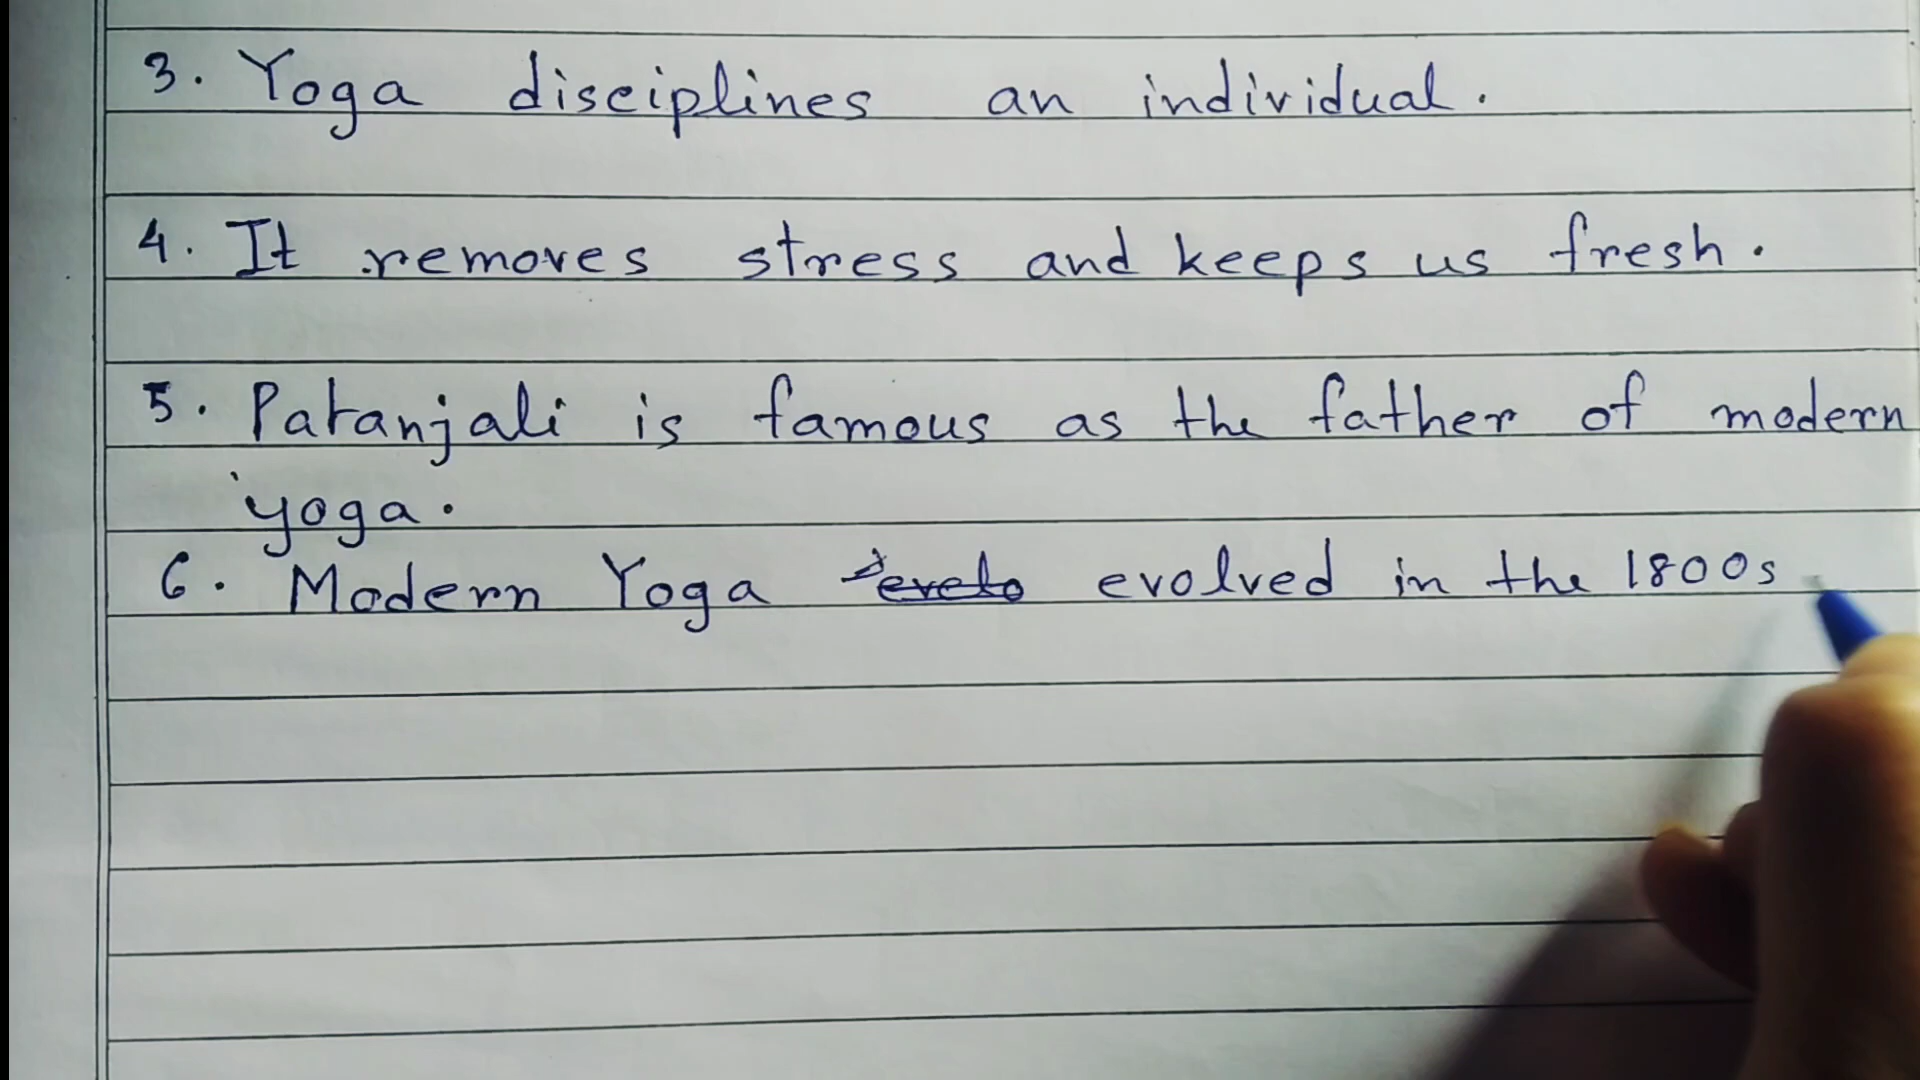 3. Yoga disciplines an individual.
4. It removes stress and keeps us fresh.
5. Patanjali is famous as the father of modern
yoga.
6. Modern Yoga evolved in the 1800s